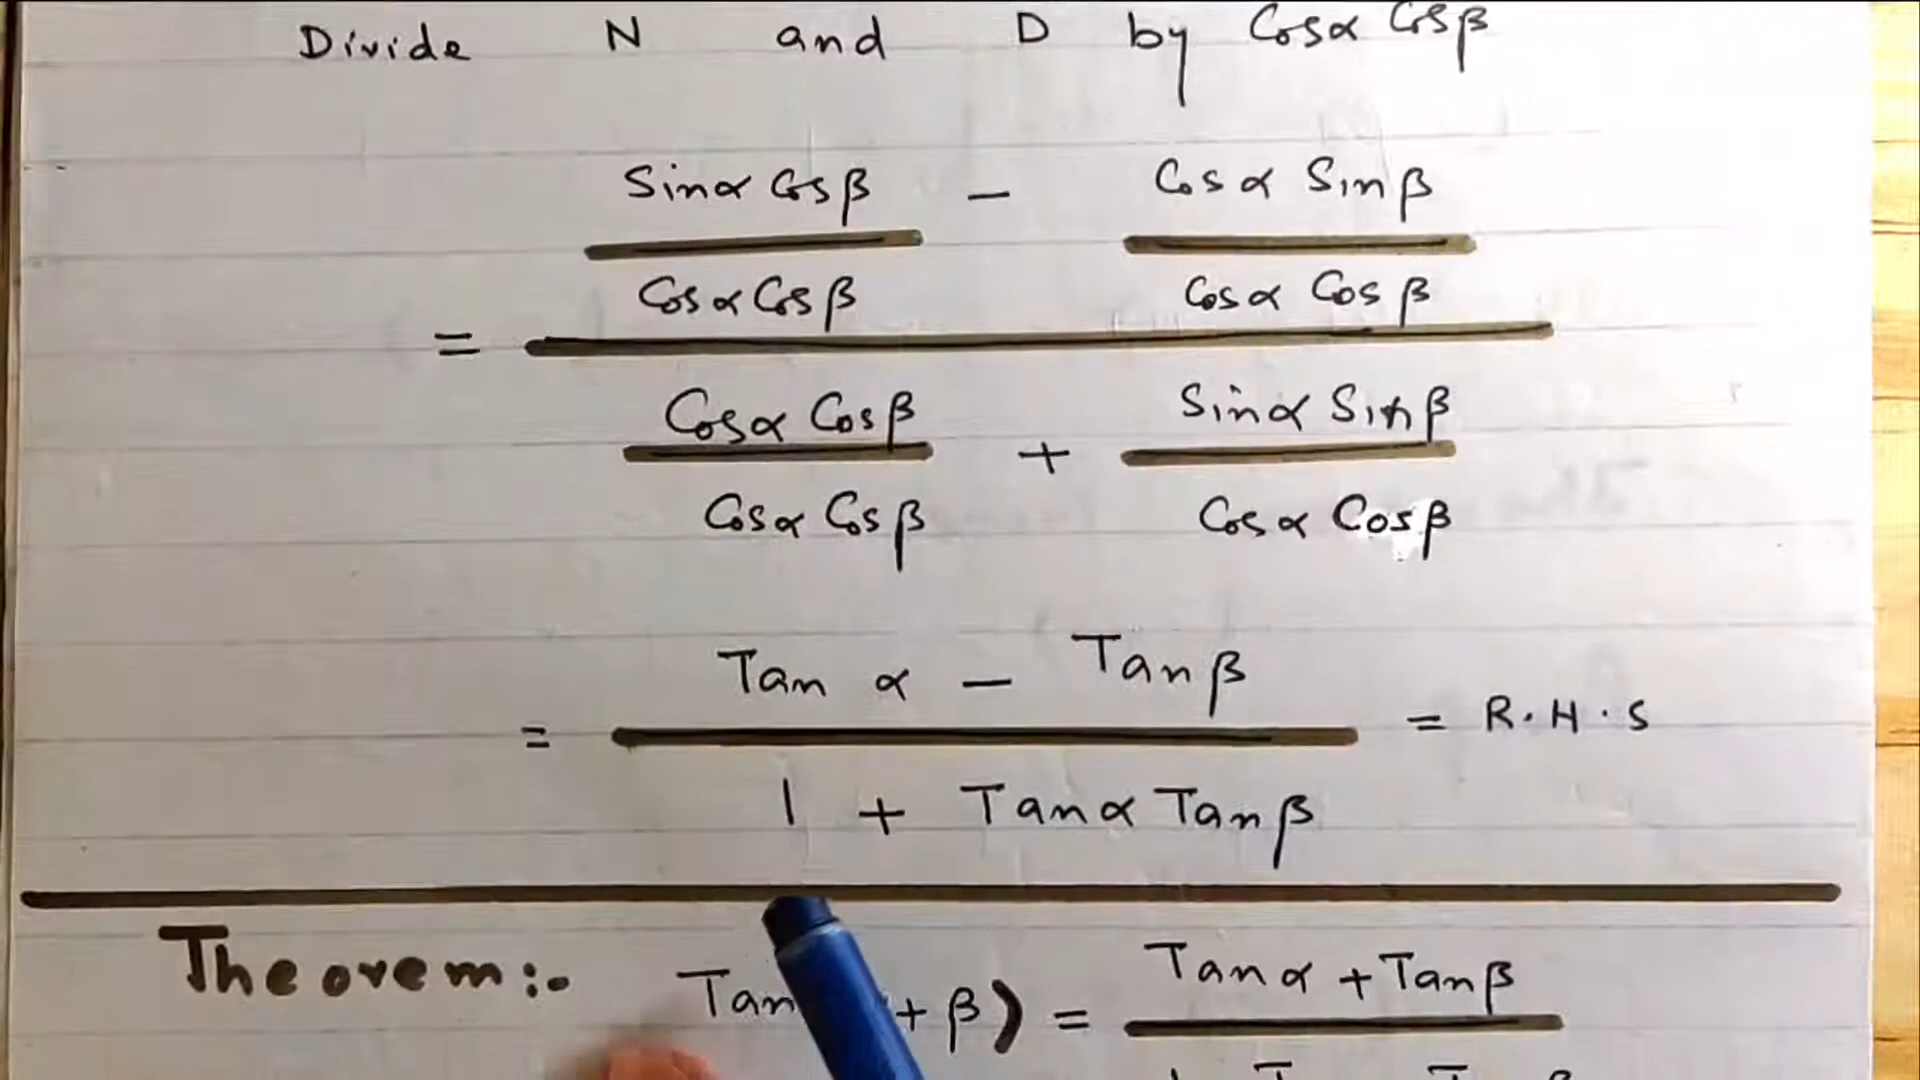 Divide N and D by Cosα Cosβ
Sinα Cosβ − Cosα Sinβ
Cosα Cosβ Cosα Cosβ
=
Cosα Cosβ + Sinα Sinβ
Cosα Cosβ Cosα Cosβ
Tan α − Tanβ
= = R.H.S
1 + Tanα Tanβ
Theorem:- Tan + β) = Tanα + Tanβ